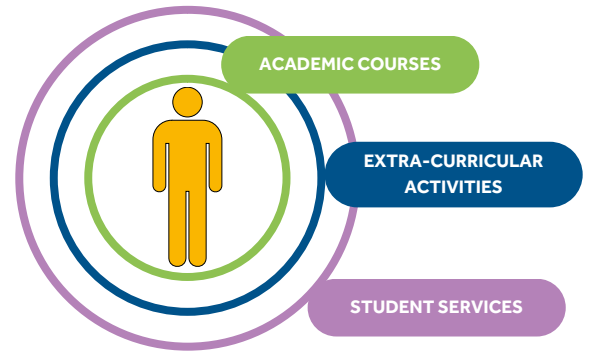 ACADEMIC COURSES
EXTRA-CURRICULAR
ACTIVITIES
STUDENT SERVICES